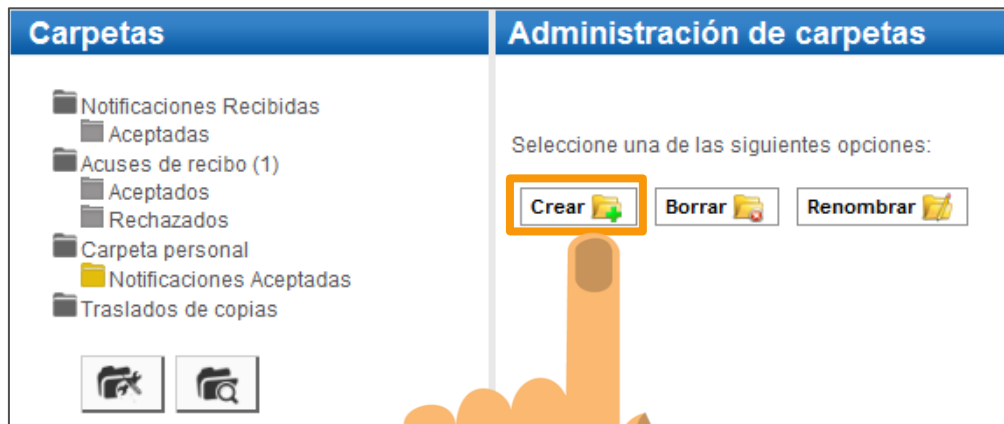 Carpetas
Notificaciones Recibidas
Aceptadas
Acuses de recibo (1)
Aceptados
Rechazados
Carpeta personal
Notificaciones Aceptadas
Traslados de copias
Administración de carpetas
Seleccione una de las siguientes opciones:
Crear Borrar Renombrar